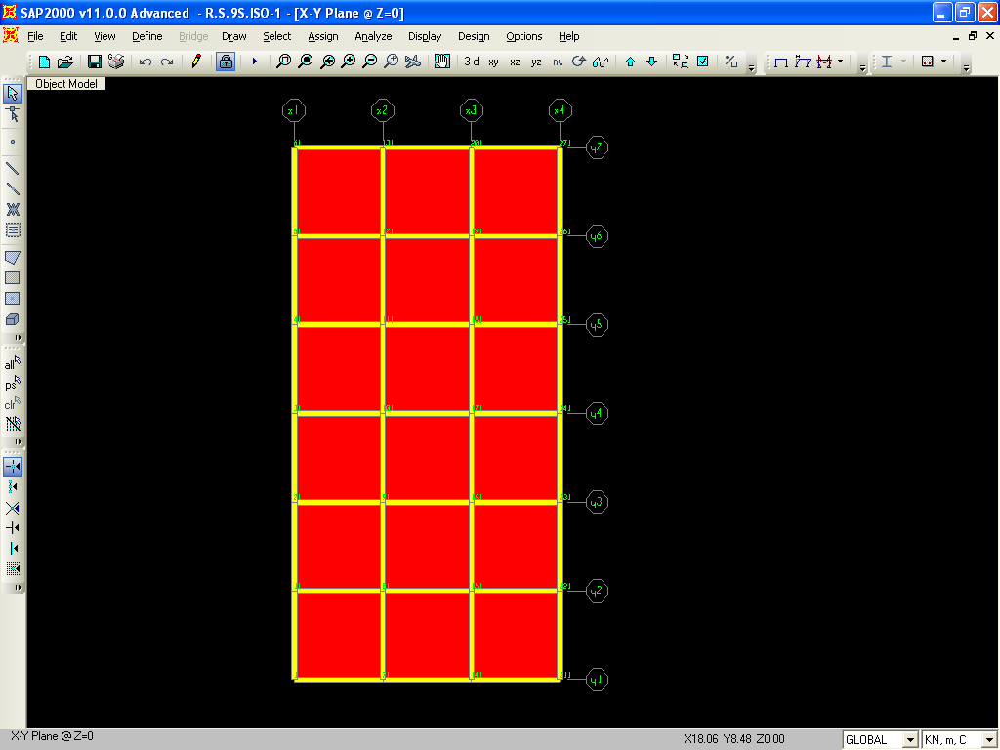 SAP2000 v11.0.0 Advanced - R.S.9S.ISO-1 - [X-Y Plane @ Z=0]
File Edit View Define Bridge Draw Select Assign Analyze Display Design Options Help
3-d xy xz yz nv
Object Model
x1 x2 x3 x4
y7
y6
y5
y4
y3
y2
y1
all
ps
clr
X-Y Plane @ Z=0
X18.06 Y8.48 Z0.00
GLOBAL
KN, m, C